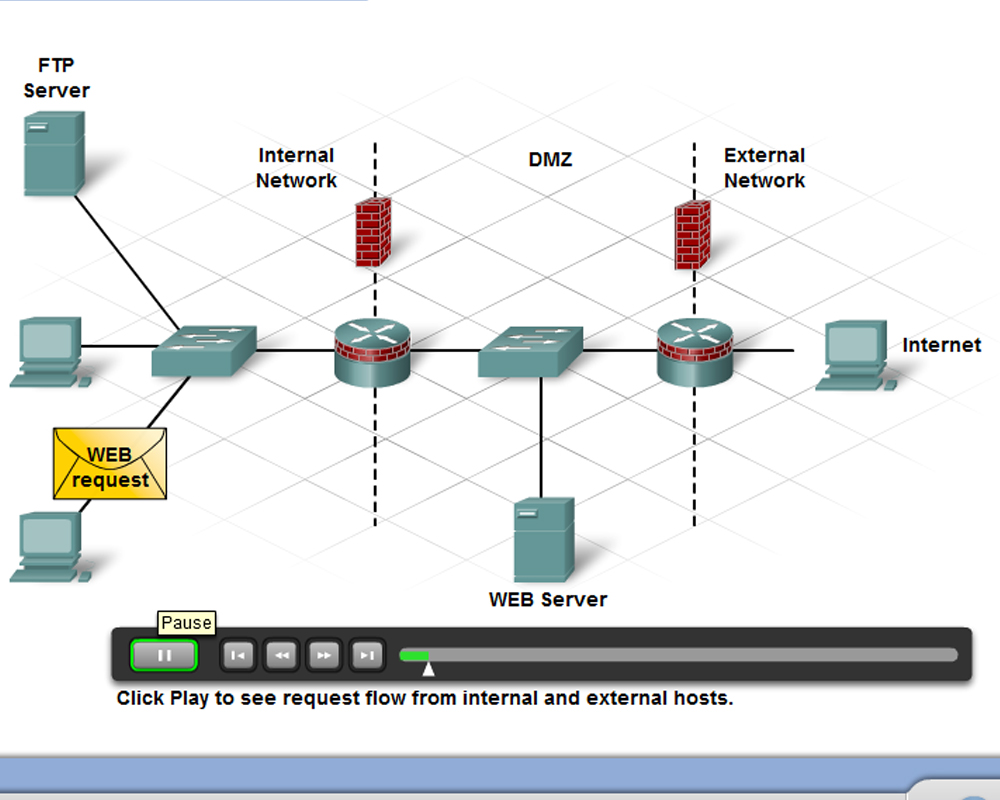 FTP
Server
Internal
Network
DMZ
External
Network
Internet
WEB
request
WEB Server
Pause
Click Play to see request flow from internal and external hosts.